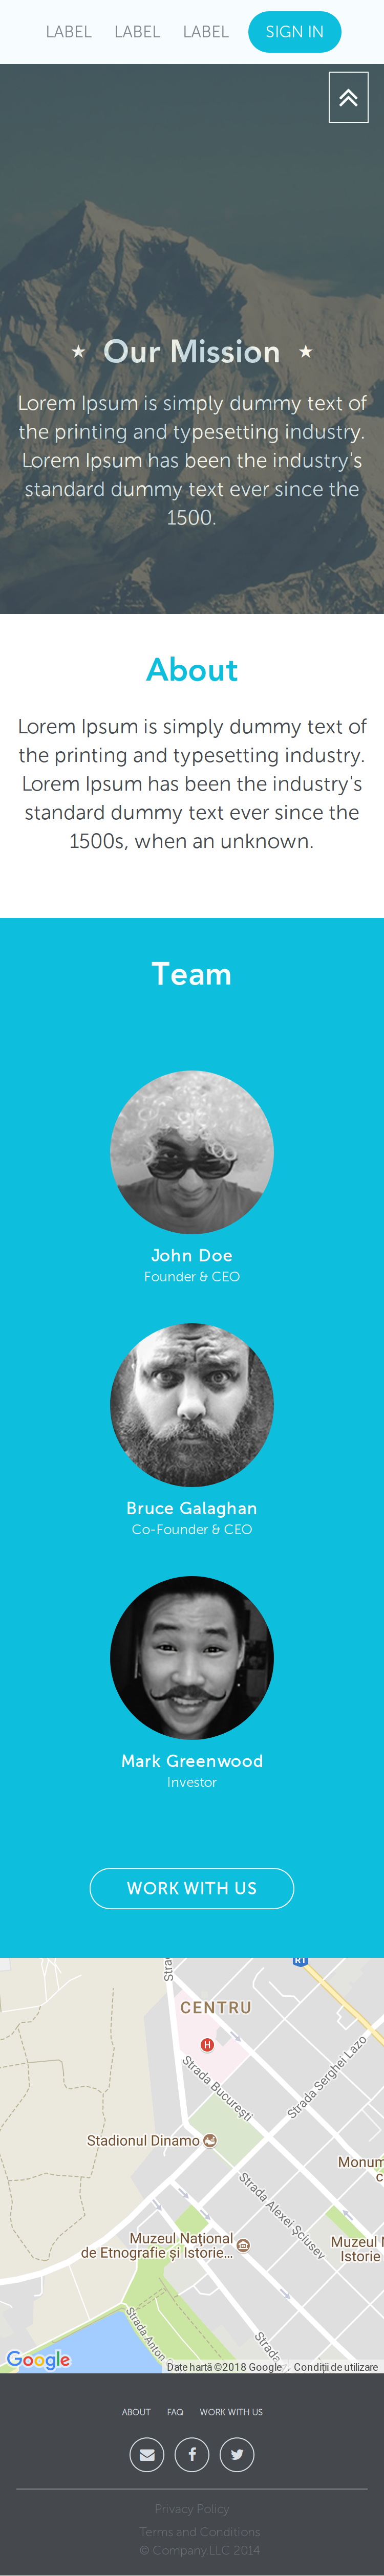 LABEL LABEL LABEL SIGN IN
Our Mission
Lorem Ipsum is simply dummy text of
the printing and typesetting industry.
Lorem Ipsum has been the industry's
standard dummy text ever since the
1500.
About
Lorem Ipsum is simply dummy text of
the printing and typesetting industry.
Lorem Ipsum has been the industry's
standard dummy text ever since the
1500s, when an unknown.
Team
John Doe
Founder & CEO
Bruce Galaghan
Co-Founder & CEO
Mark Greenwood
Investor
WORK WITH US
R1
CENTRU
H
Strada București
Strada Serghei Lazo
Stadionul Dinamo
Strada Alexei Șciusev
Muzeul Național
de Etnografie și Istorie...
Istorie
Strada Anton
Strada
Google
Date hartă ©2018 Google
Condiții de utilizare
ABOUT FAQ WORK WITH US
Privacy Policy
Terms and Conditions
© Company,LLC 2014